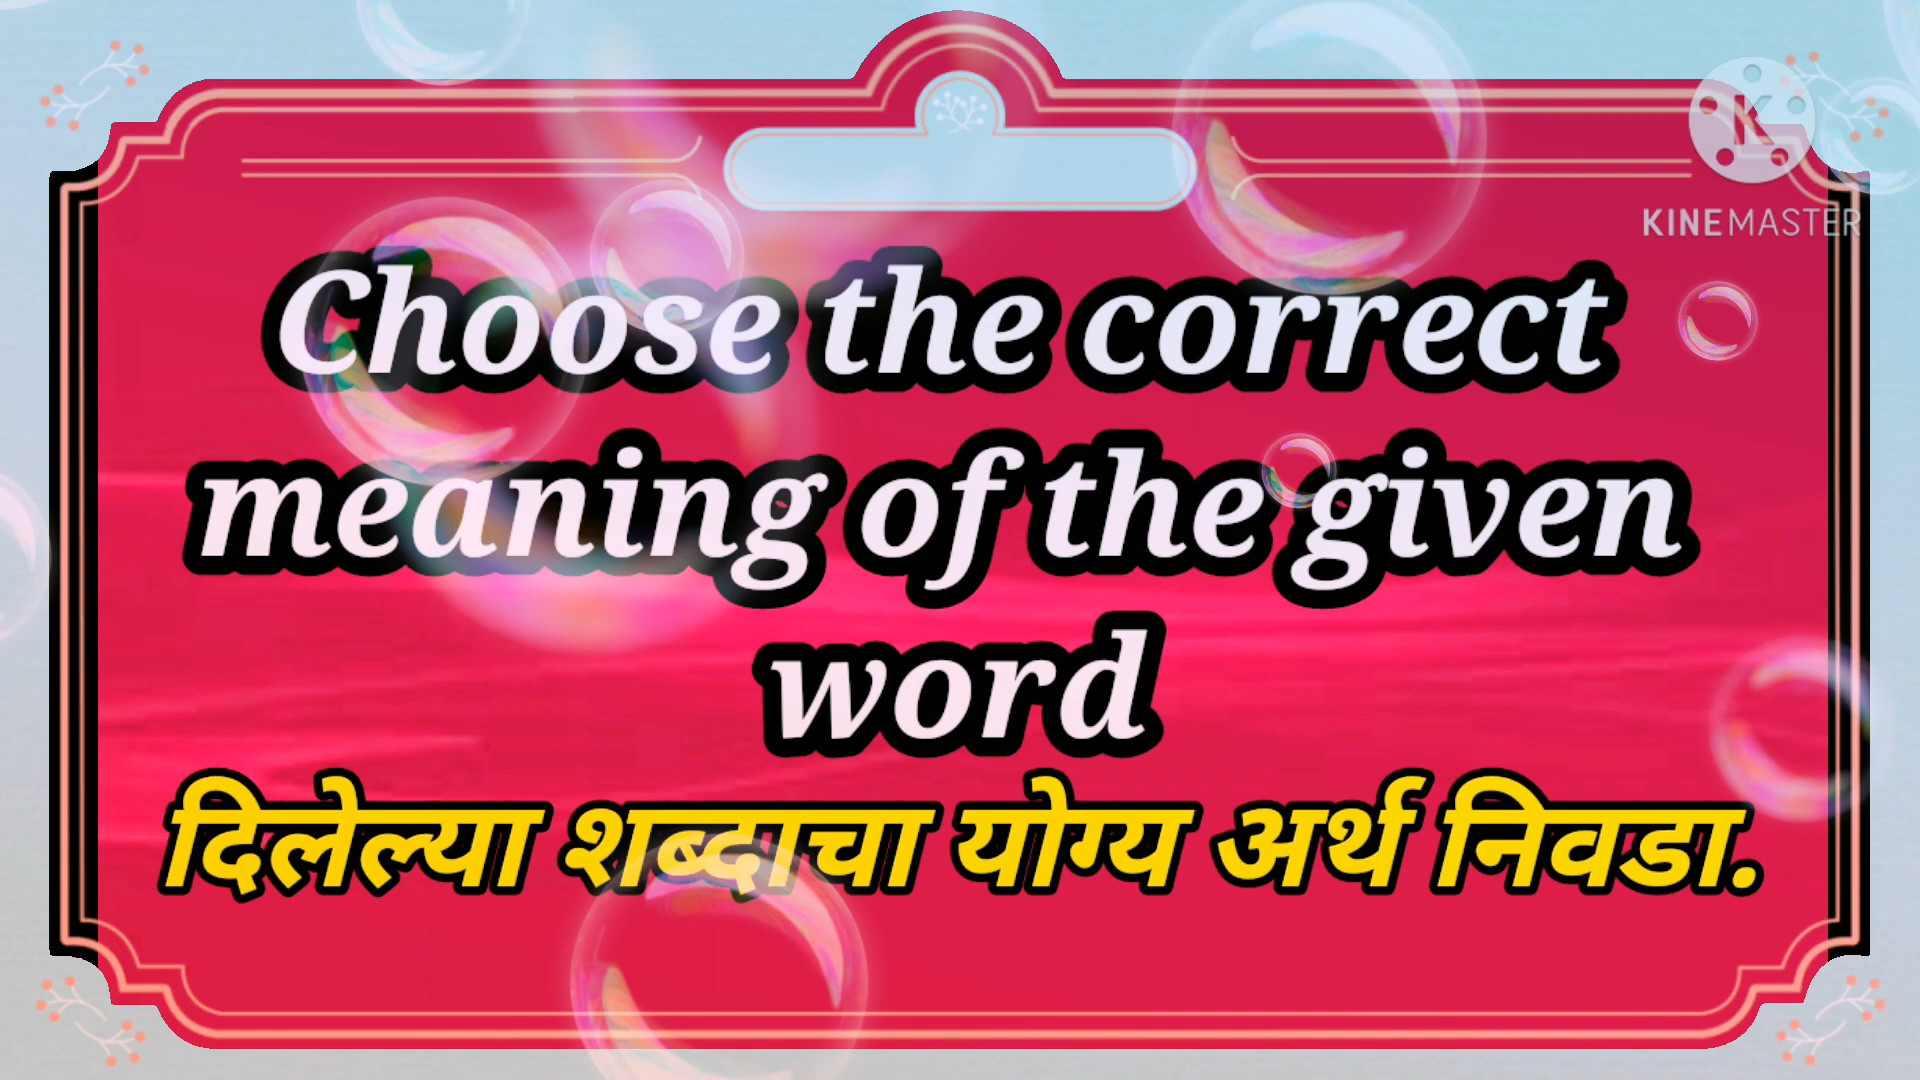 KINEMASTER
Choose the correct
meaning of the given
word
दिलेल्या शब्दाचा योग्य अर्थ निवडा.